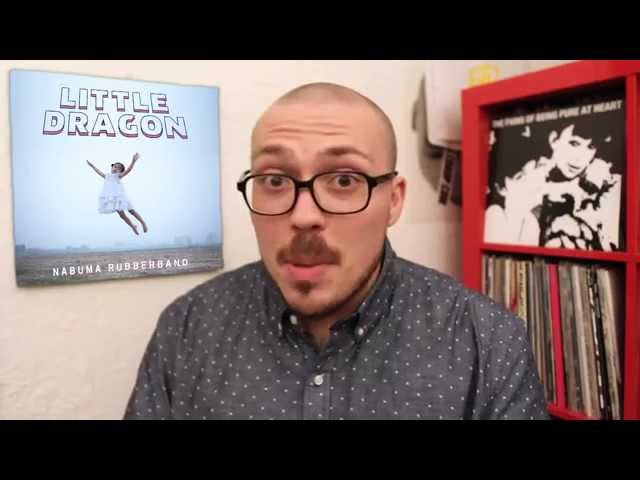 LITTLE
DRAGON
NABUMA RUBBERBAND
THE PAINS OF BEING PURE AT HEART